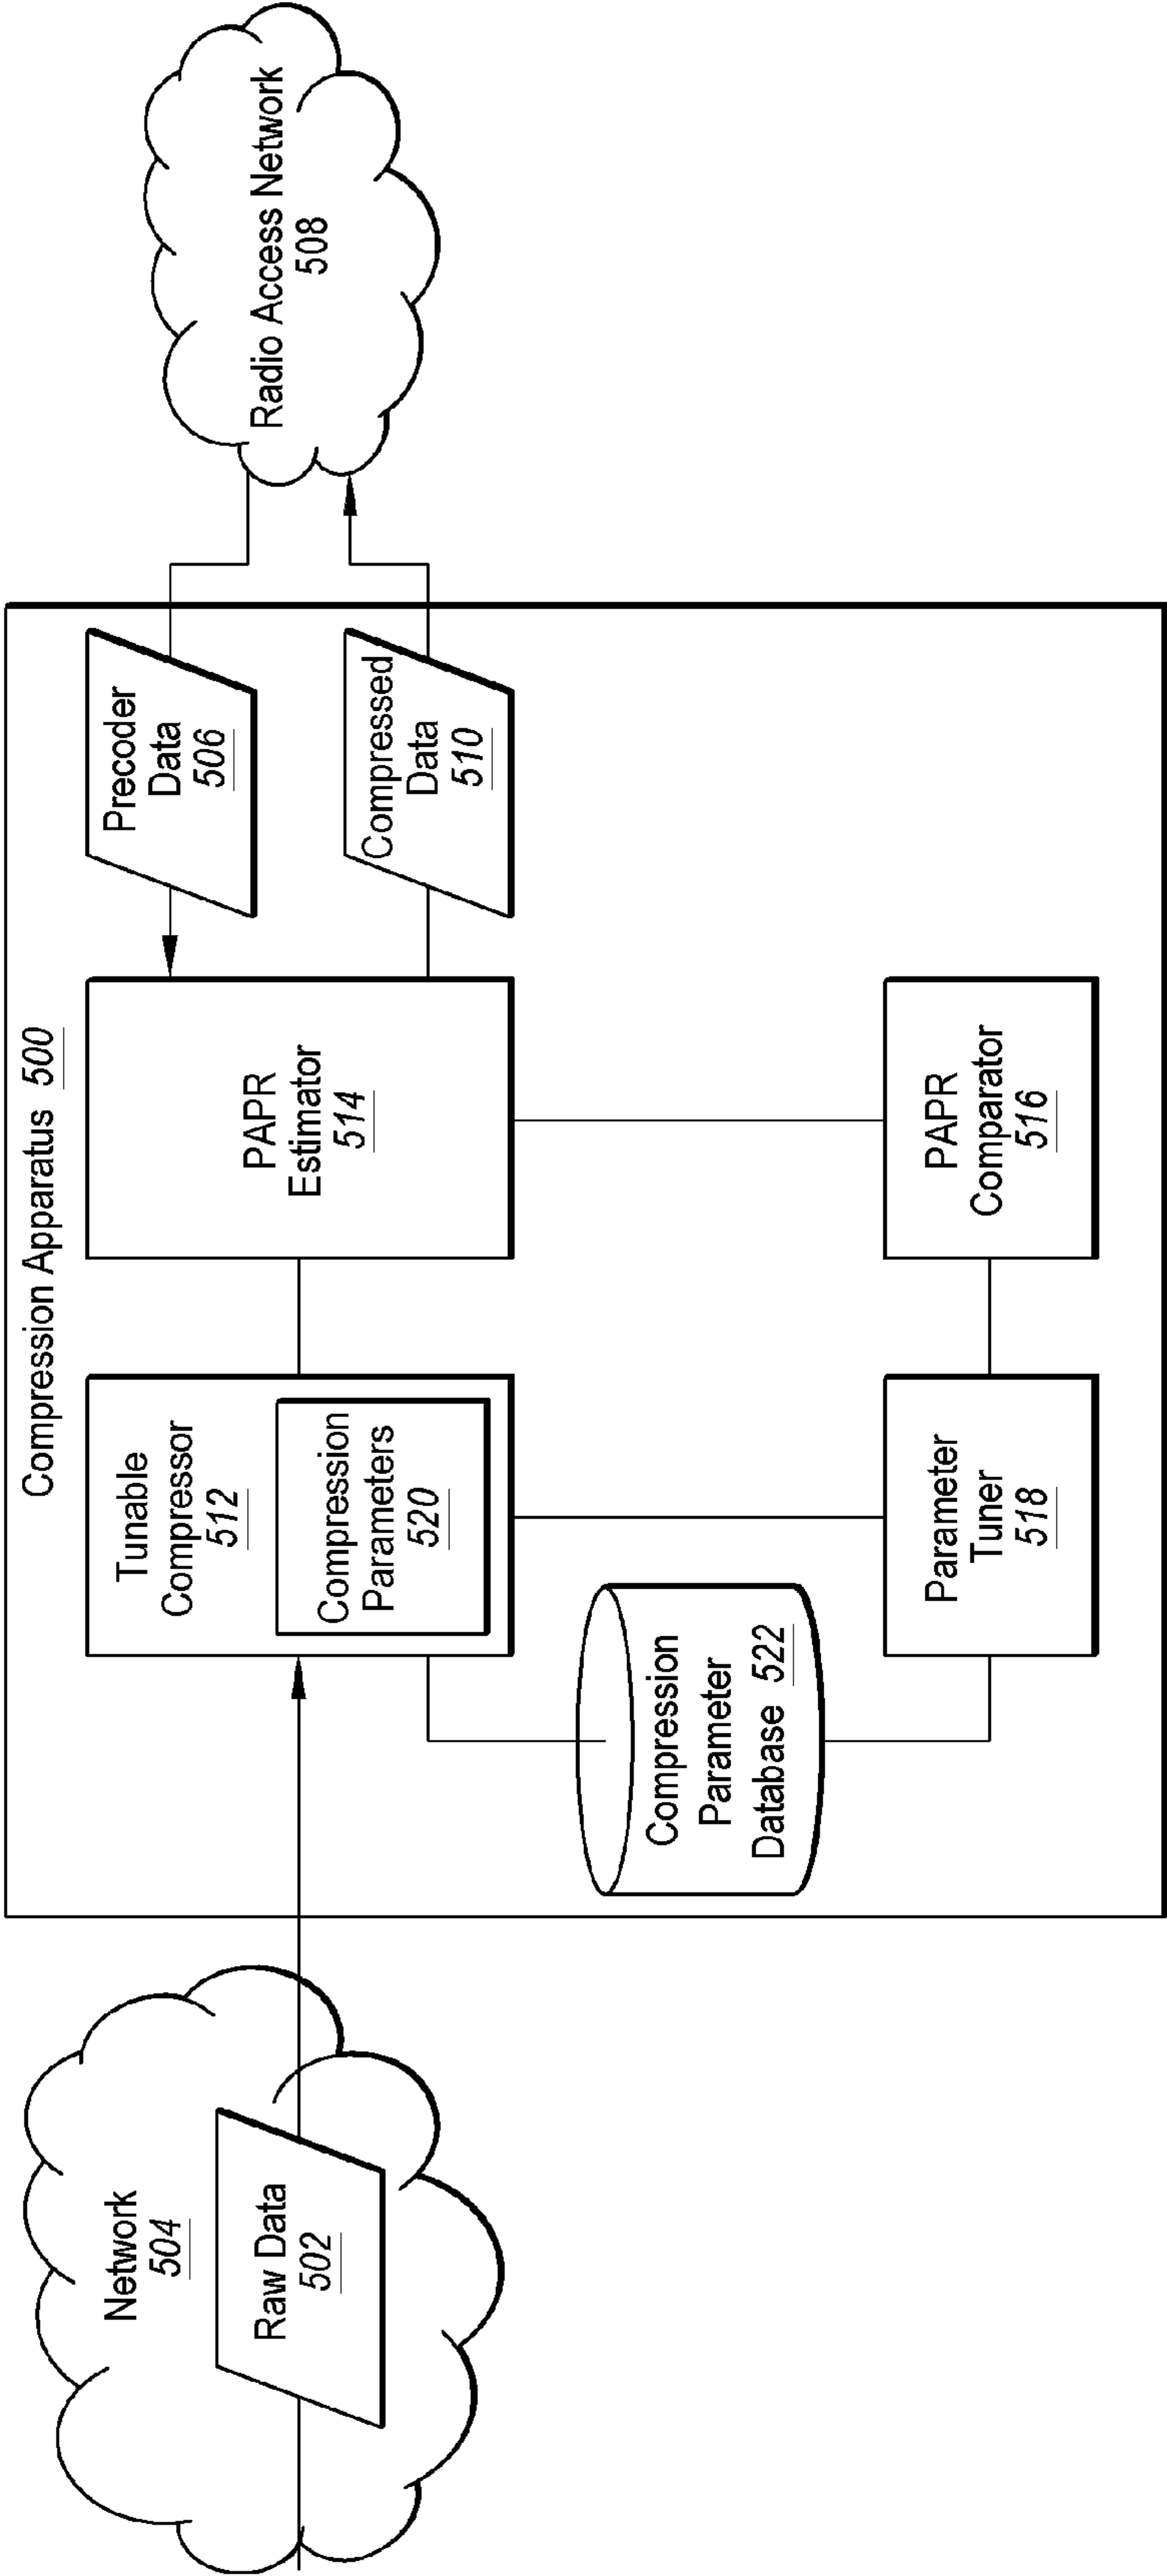 Compression Apparatus 500
Network
504
Raw Data
502
Tunable
Compressor
512
Compression
Parameters
520
PAPR
Estimator
514
Precoder
Data
506
Compressed
Data
510
Radio Access Network
508
Compression
Parameter
Database 522
Parameter
Tuner
518
PAPR
Comparator
516